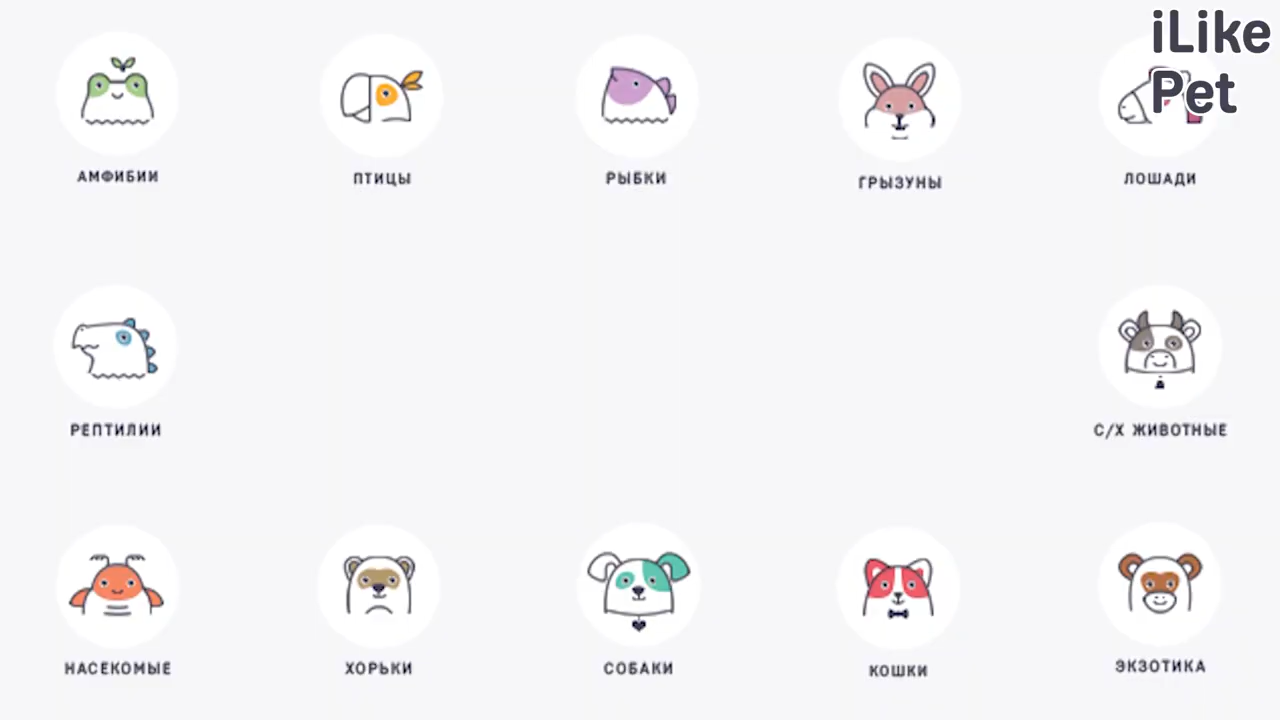 iLike
Pet
АМФИБИИ
ПТИЦЫ
РЫБКИ
ГРЫЗУНЫ
ЛОШАДИ
РЕПТИЛИИ
С/Х ЖИВОТНЫЕ
НАСЕКОМЫЕ
ХОРЬКИ
СОБАКИ
КОШКИ
ЭКЗОТИКА